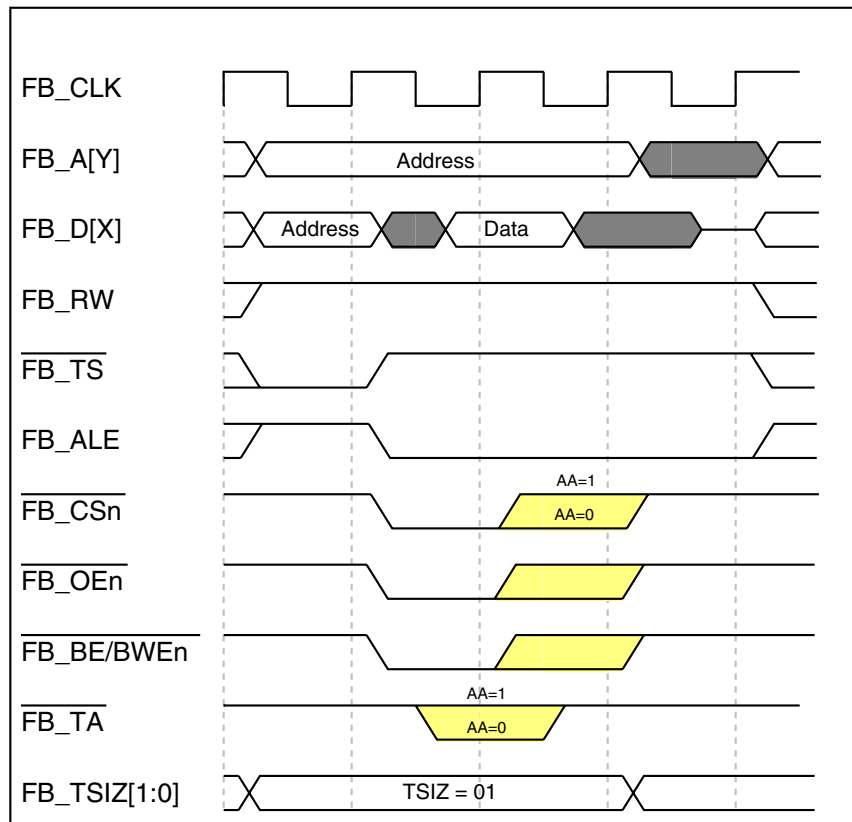 FB_CLK
FB_A[Y]
Address
FB_D[X]
Address
Data
FB_RW
FB_TS
FB_ALE
AA=1
FB_CSn
AA=0
FB_OEn
FB_BE/BWEn
AA=1
FB_TA
AA=0
FB_TSIZ[1:0]
TSIZ = 01